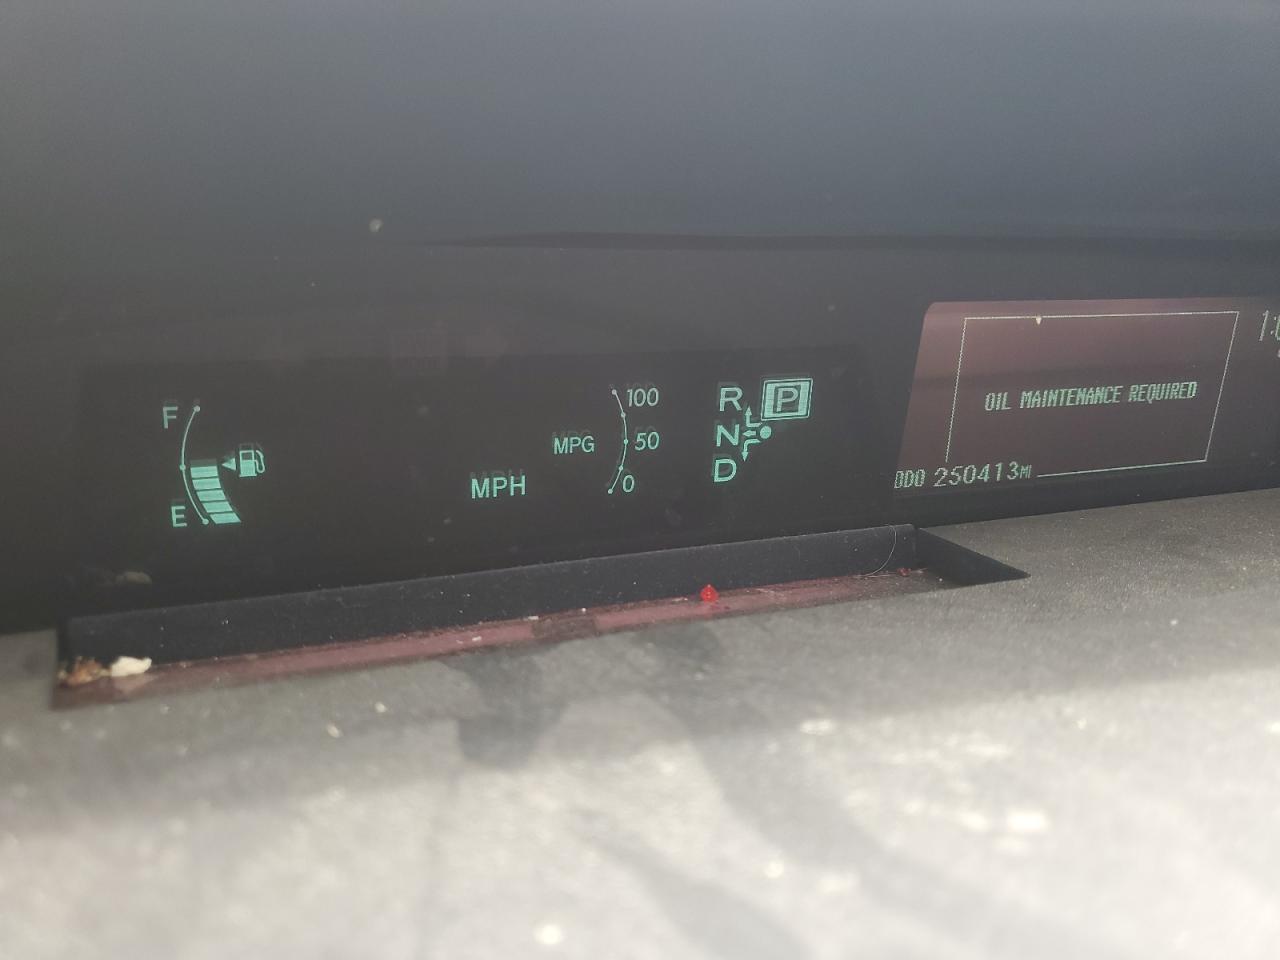 F
E
MPH
MPG
100
50
0
R
P
N
D
OIL MAINTENANCE REQUIRED
ODO 250413MI